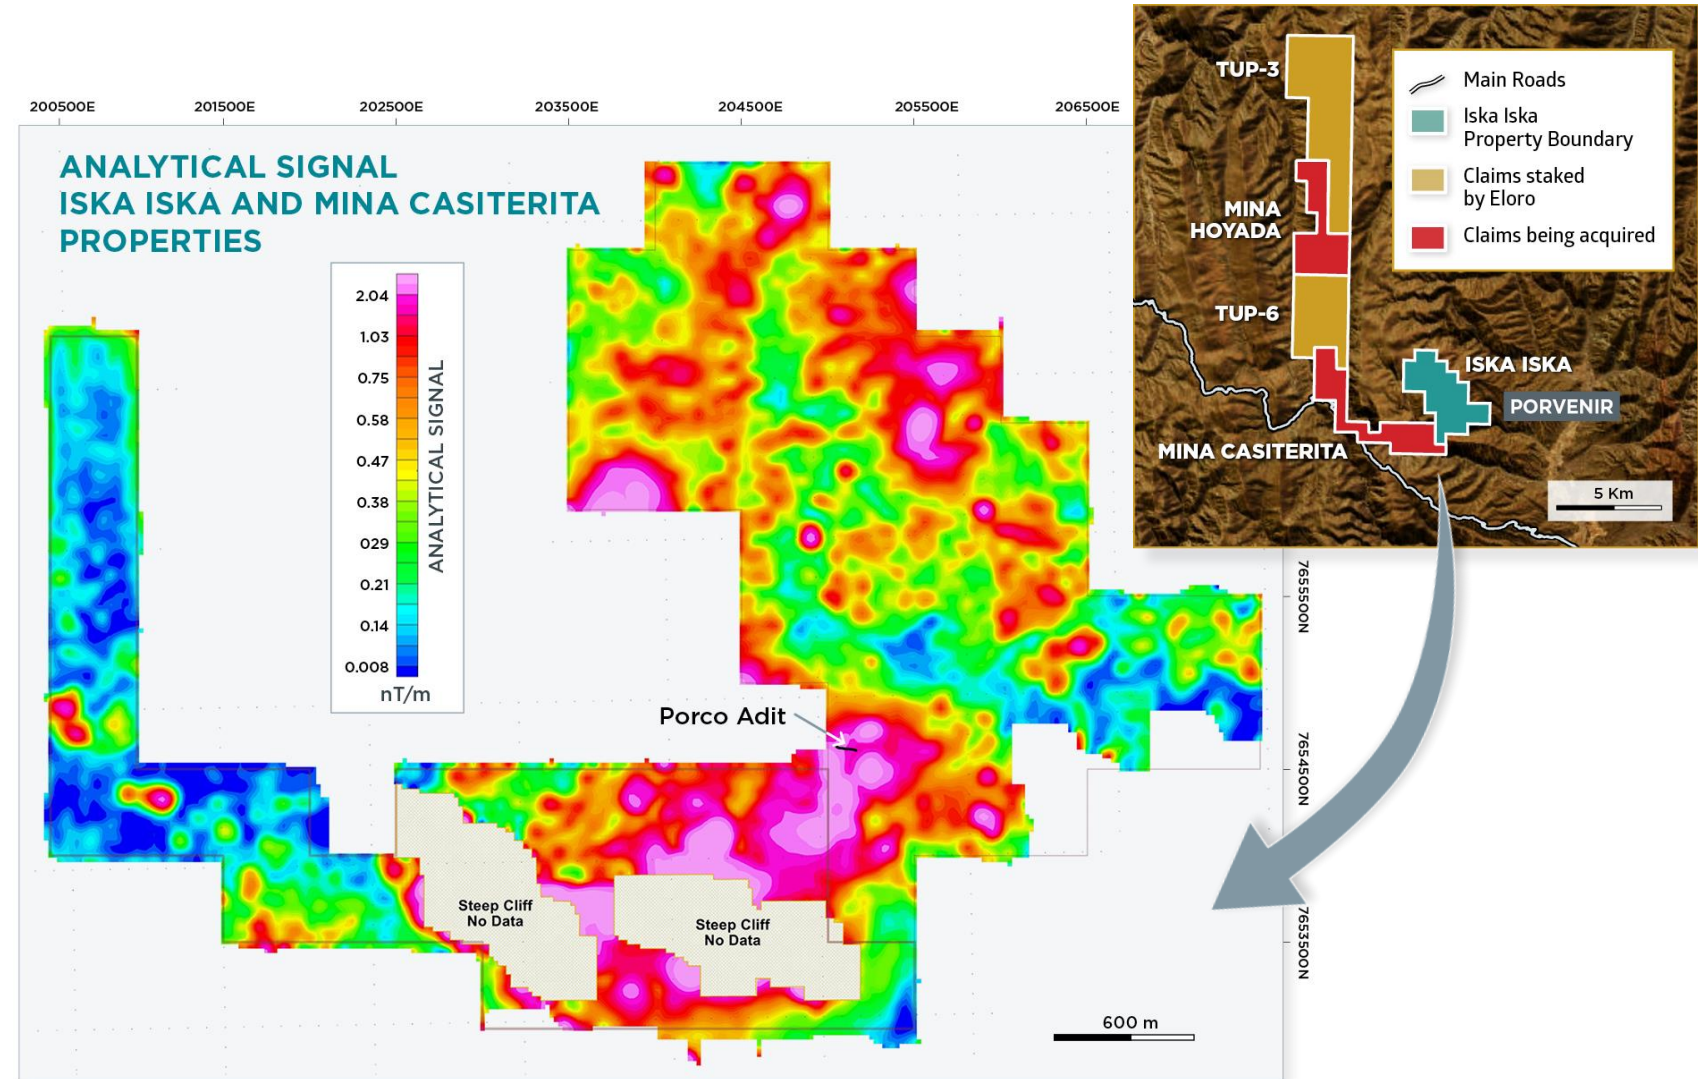 200500E 201500E 202500E 203500E 204500E 205500E 206500E
ANALYTICAL SIGNAL
ISKA ISKA AND MINA CASITERITA
PROPERTIES
2.04
1.03
0.75
0.58
0.47
0.38
029
0.21
0.14
0.008
nT/m
ANALYTICAL SIGNAL
Porco Adit
Steep Cliff
No Data
Steep Cliff
No Data
600 m
7655500N
7654500N
7653500N
TUP-3
MINA
HOYADA
TUP-6
ISKA ISKA
PORVENIR
MINA CASITERITA
5 Km
Main Roads
Iska Iska
Property Boundary
Claims staked
by Eloro
Claims being acquired